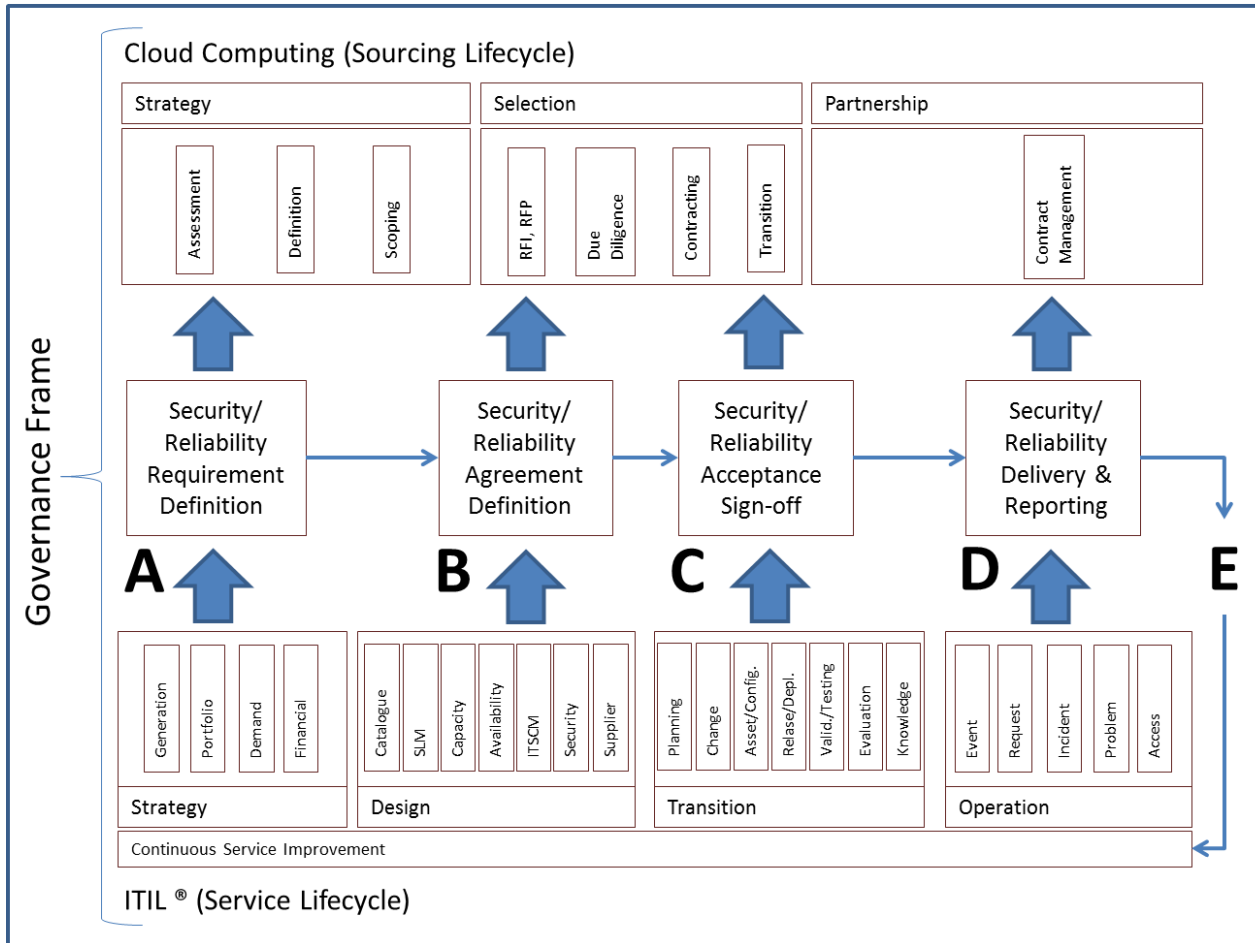 Governance Frame
Cloud Computing (Sourcing Lifecycle)
Strategy
Selection
Partnership
Assessment
Definition
Scoping
RFI, RFP
Due
Diligence
Contracting
Transition
Contract
Management
Security/
Reliability
Requirement
Definition
Security/
Reliability
Agreement
Definition
Security/
Reliability
Acceptance
Sign-off
Security/
Reliability
Delivery &
Reporting
A
B
C
D
E
Generation
Portfolio
Demand
Financial
Catalogue
SLM
Capacity
Availability
ITSCM
Security
Supplier
Planning
Change
Asset/Config.
Relase/Depl.
Valid./Testing
Evaluation
Knowledge
Event
Request
Incident
Problem
Access
Strategy
Design
Transition
Operation
Continuous Service Improvement
ITIL ® (Service Lifecycle)